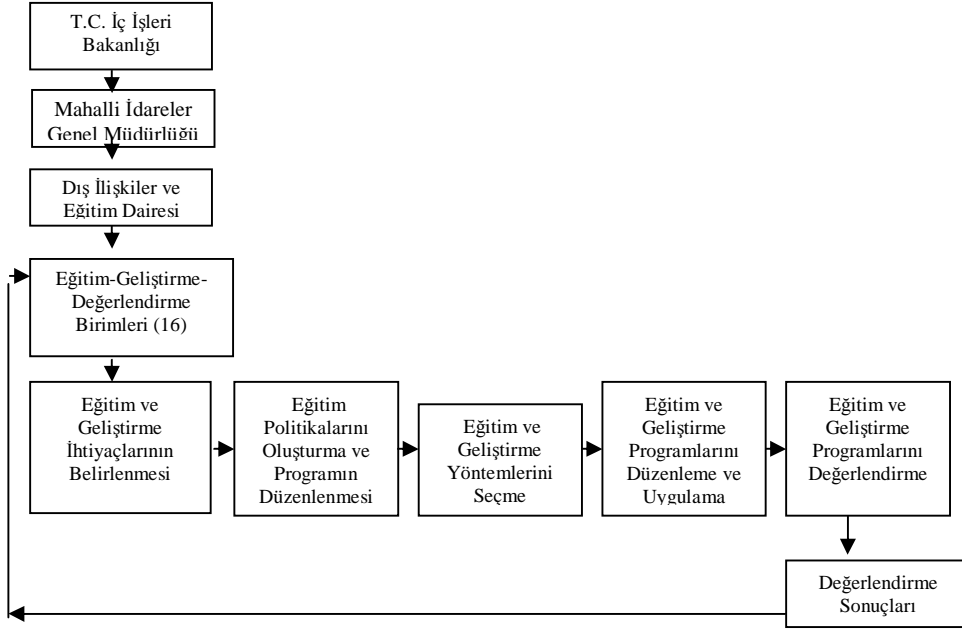 T.C. İç İşleri
Bakanlığı
Mahalli İdareler
Genel Müdürlüğü
Dış İlişkiler ve
Eğitim Dairesi
Eğitim-Geliştirme-
Değerlendirme
Birimleri (16)
Eğitim ve
Geliştirme
İhtiyaçlarının
Belirlenmesi
Eğitim
Politikalarını
Oluşturma ve
Programın
Düzenlenmesi
Eğitim ve
Geliştirme
Yöntemlerini
Seçme
Eğitim ve
Geliştirme
Programlarını
Düzenleme ve
Uygulama
Eğitim ve
Geliştirme
Programlarını
Değerlendirme
Değerlendirme
Sonuçları